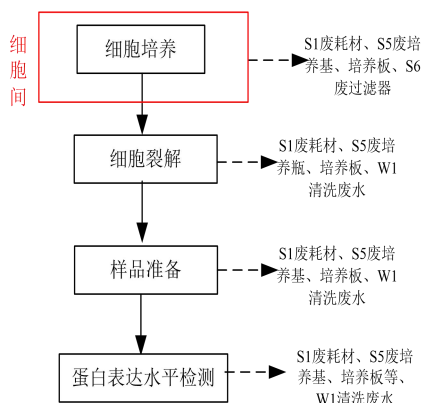 细胞间
细胞培养
S1废耗材、S5废培
养基、培养板、S6
废过滤器
细胞裂解
S1废耗材、S5废培
养瓶、培养板、W1
清洗废水
样品准备
S1废耗材、S5废培
养基、培养板、W1
清洗废水
蛋白表达水平检测
S1废耗材、S5废培
养基、培养板等、
W1清洗废水